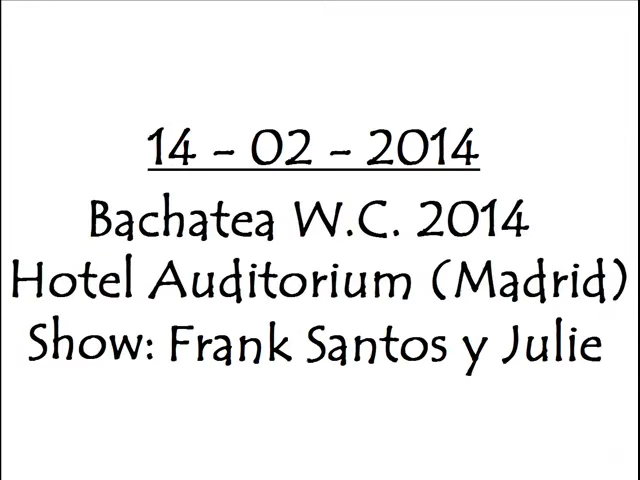 14 - 02 - 2014
Bachatea W.C. 2014
Hotel Auditorium (Madrid)
Show: Frank Santos y Julie